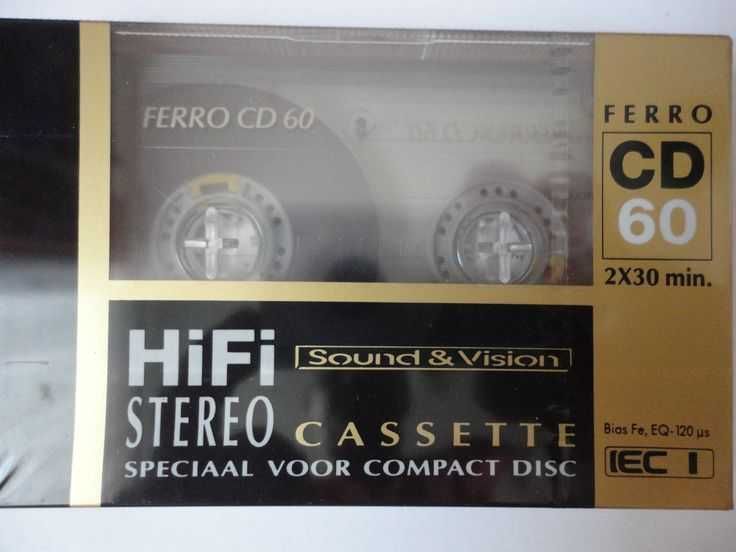 FERRO CD 60
FERRO
CD
60
2X30 min.
HiFi
Sound & Vision
STEREO CASSETTE
SPECIAAL VOOR COMPACT DISC
Bias Fe, EQ-120 µs
IEC I